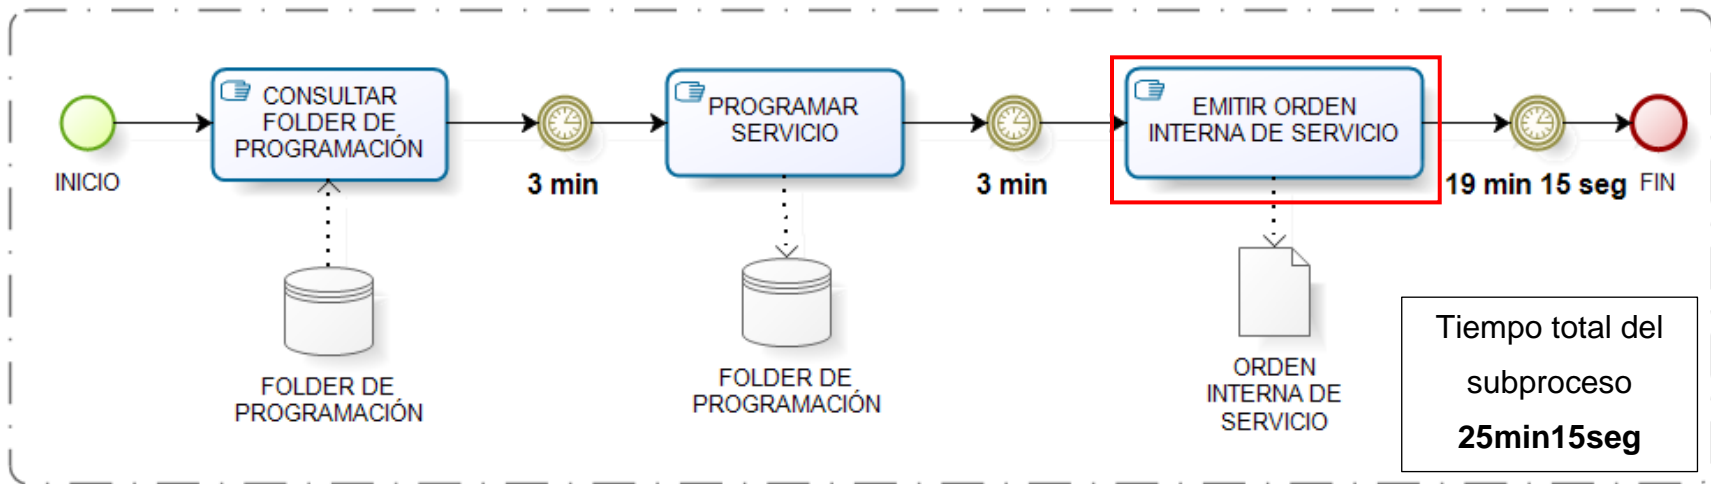 CONSULTAR
FOLDER DE
PROGRAMACIÓN
PROGRAMAR
SERVICIO
EMITIR ORDEN
INTERNA DE SERVICIO
INICIO
3 min
3 min
19 min 15 seg
FIN
FOLDER DE
PROGRAMACIÓN
FOLDER DE
PROGRAMACIÓN
ORDEN
INTERNA DE
SERVICIO
Tiempo total del
subproceso
25min15seg